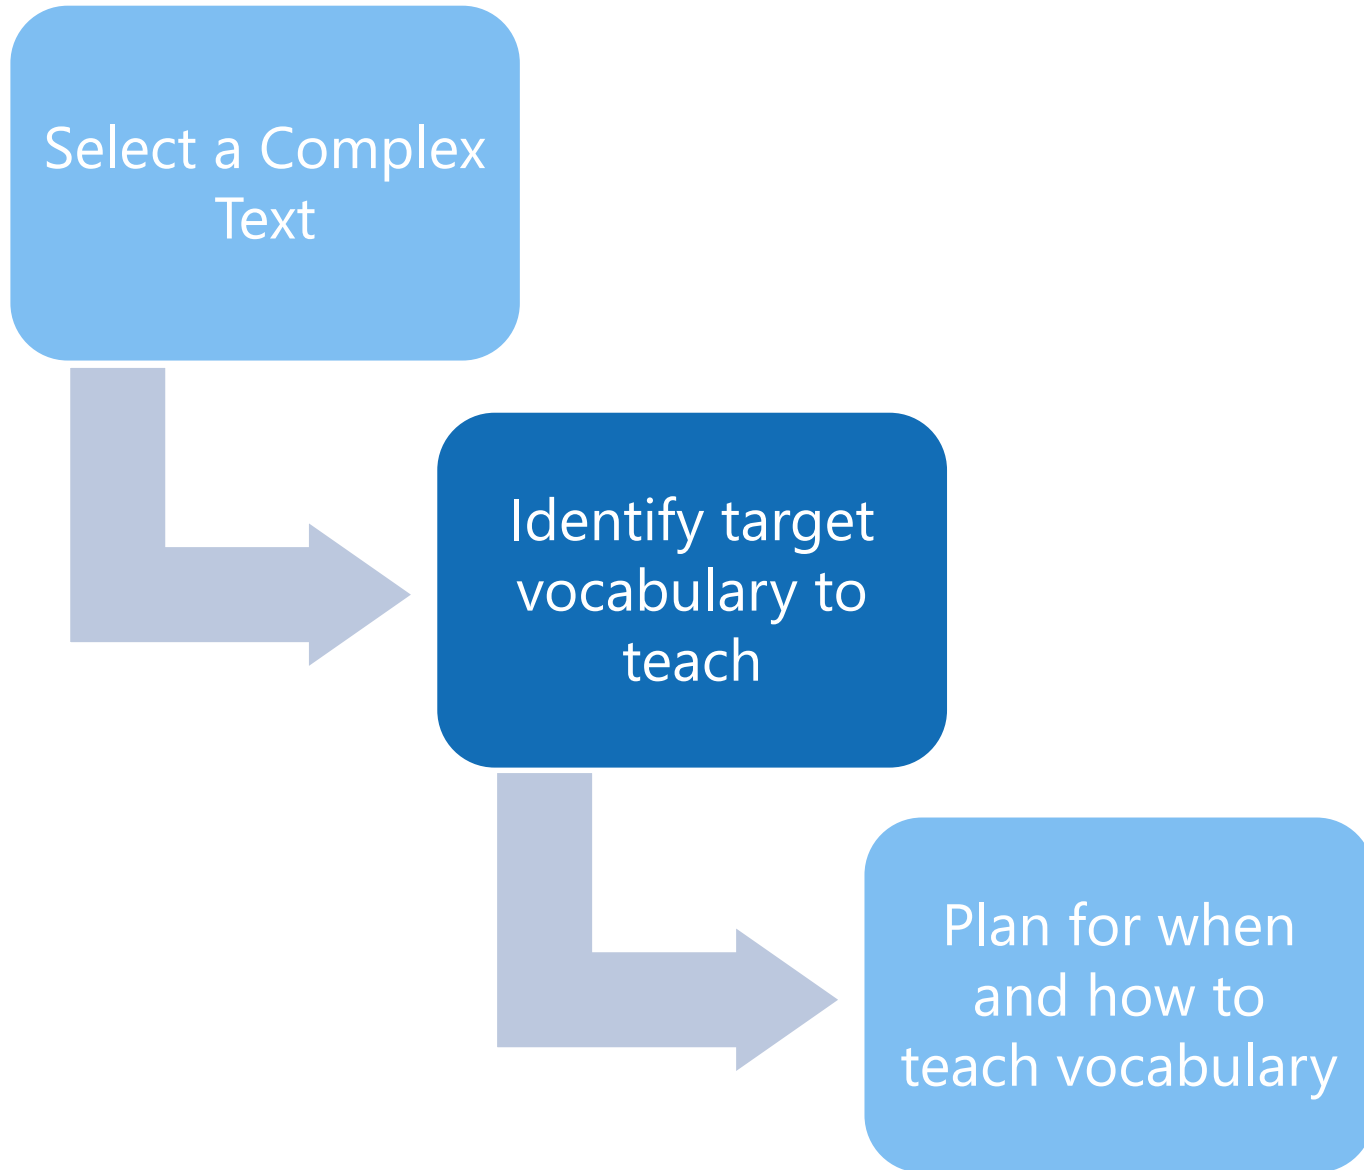 Select a Complex
Text
Identify target
vocabulary to
teach
Plan for when
and how to
teach vocabulary